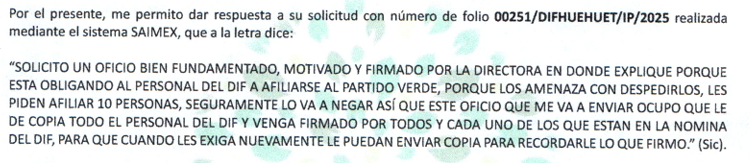 Por el presente, me permito dar respuesta a su solicitud con número de folio 00251/DIFHUEHUET/IP/2025 realizada
mediante el sistema SAIMEX, que a la letra dice:
“SOLICITO UN OFICIO BIEN FUNDAMENTADO, MOTIVADO Y FIRMADO POR LA DIRECTORA EN DONDE EXPLIQUE PORQUE
ESTA OBLIGANDO AL PERSONAL DEL DIF A AFILIARSE AL PARTIDO VERDE, PORQUE LOS AMENAZA CON DESPEDIRLOS, LES
PIDEN AFILIAR 10 PERSONAS, SEGURAMENTE LO VA A NEGAR ASÍ QUE ESTE OFICIO QUE ME VA A ENVIAR OCUPO QUE LE
DE COPIA TODO EL PERSONAL DEL DIF Y VENGA FIRMADO POR TODOS Y CADA UNO DE LOS QUE ESTAN EN LA NOMINA
DEL DIF, PARA QUE CUANDO LES EXIGA NUEVAMENTE LE PUEDAN ENVIAR COPIA PARA RECORDARLE LO QUE FIRMO.” (Sic).